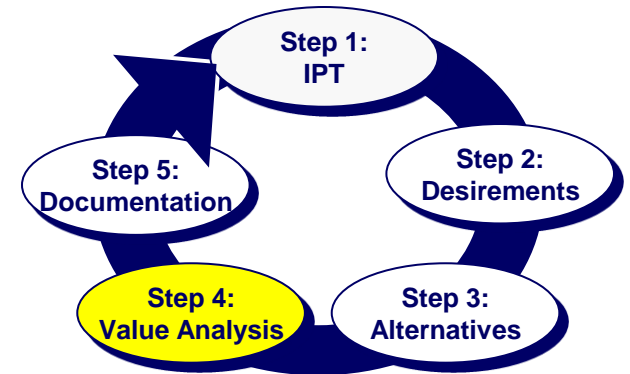 Step 1:
IPT
Step 2:
Desirements
Step 3:
Alternatives
Step 4:
Value Analysis
Step 5:
Documentation